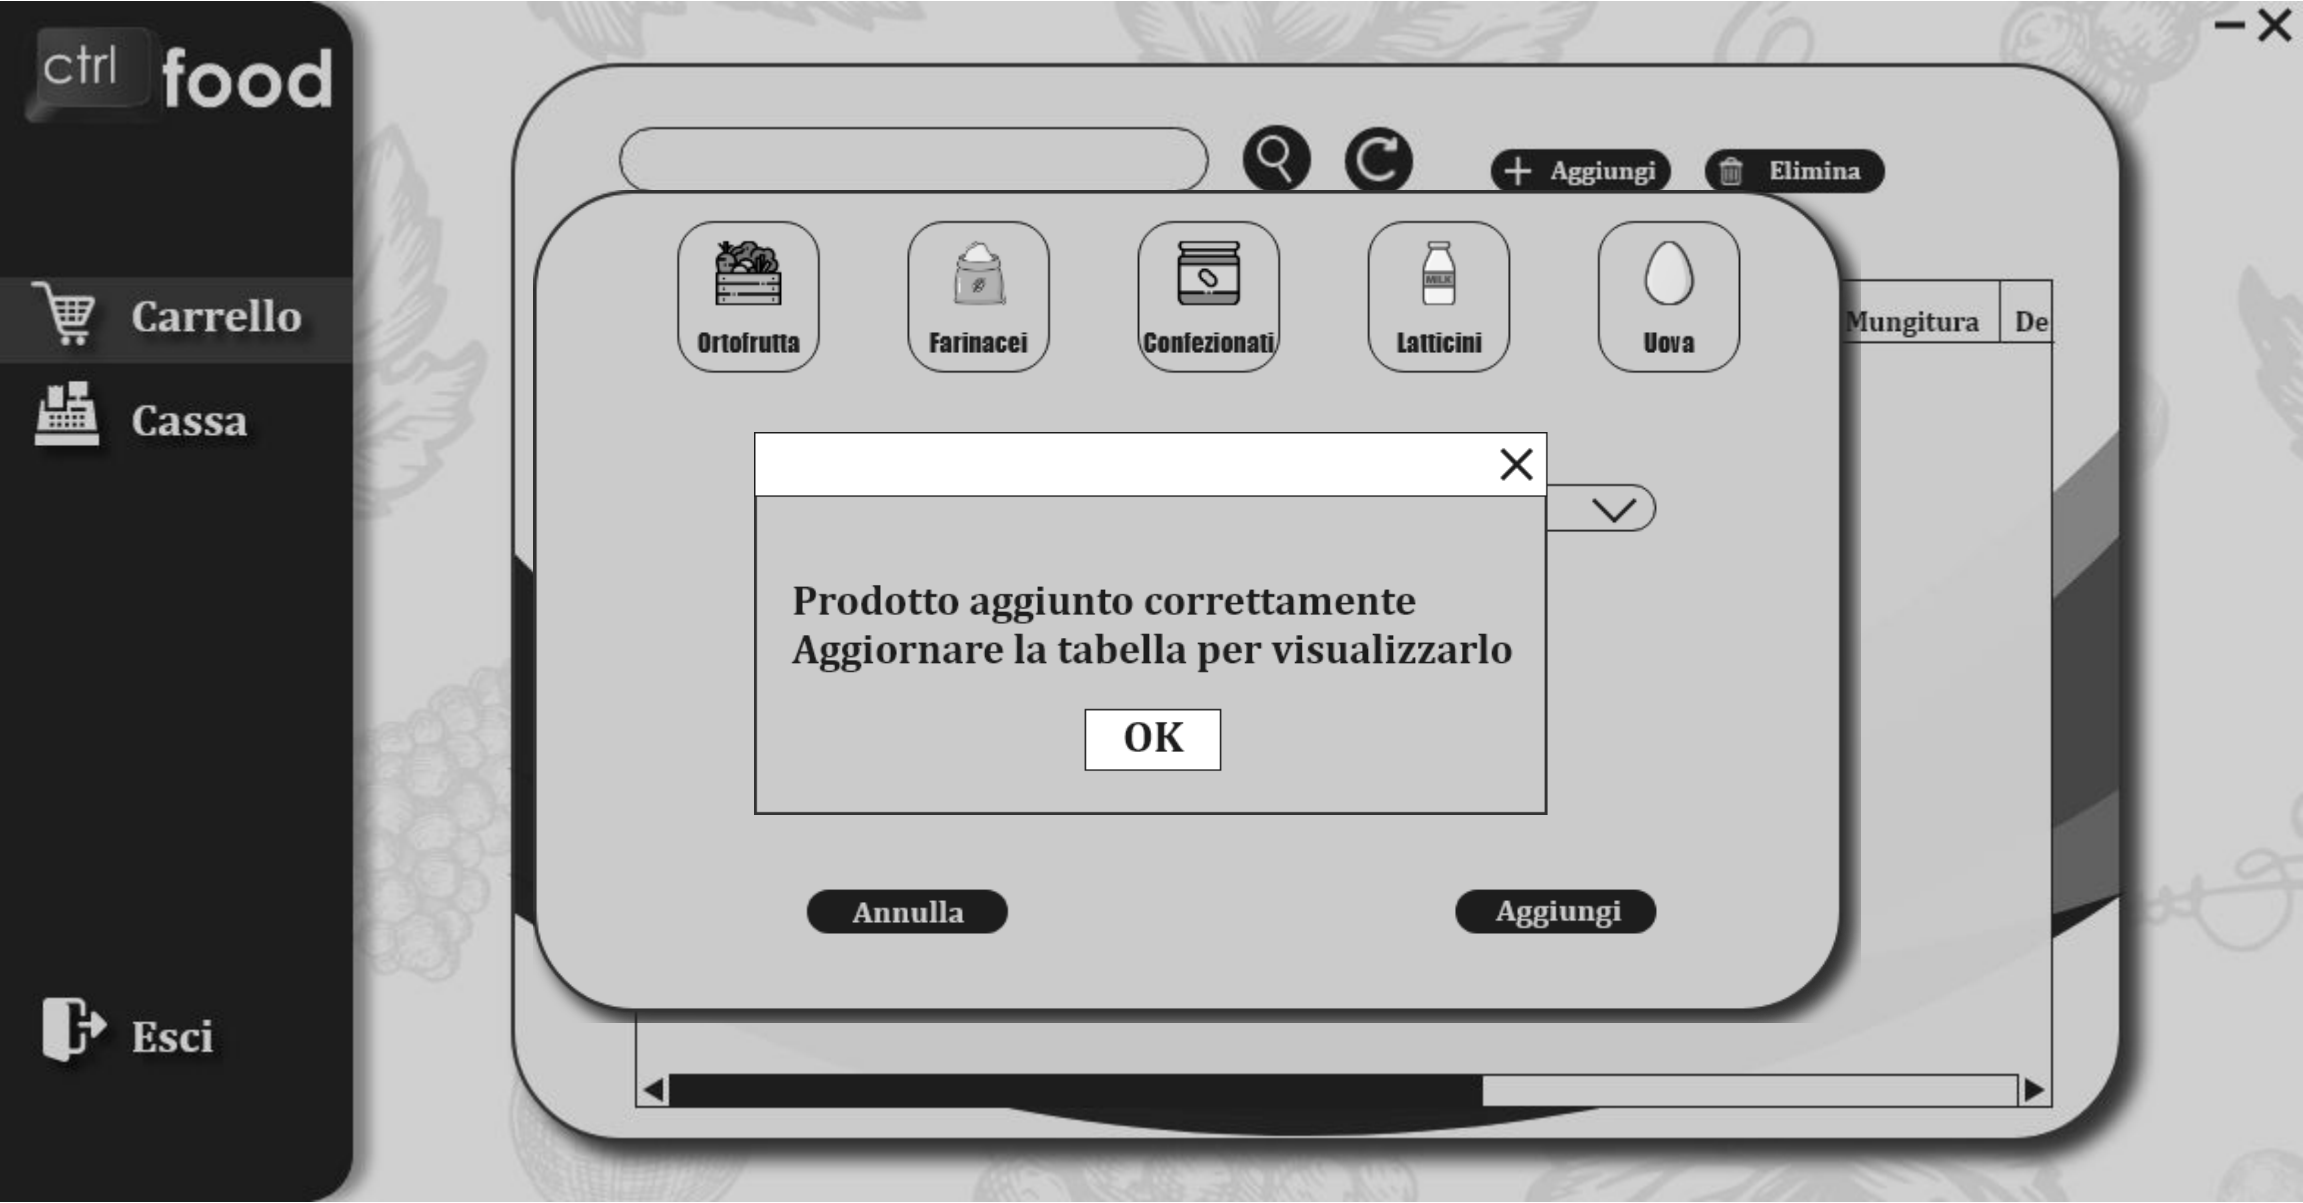 ctrl food
Aggiungi
Elimina
Carrello
Cassa
Esci
Ortofrutta
Farinacei
Confezionati
MILK
Latticini
Uova
Mungitura
De
Prodotto aggiunto correttamente
Aggiornare la tabella per visualizzarlo
OK
Annulla
Aggiungi